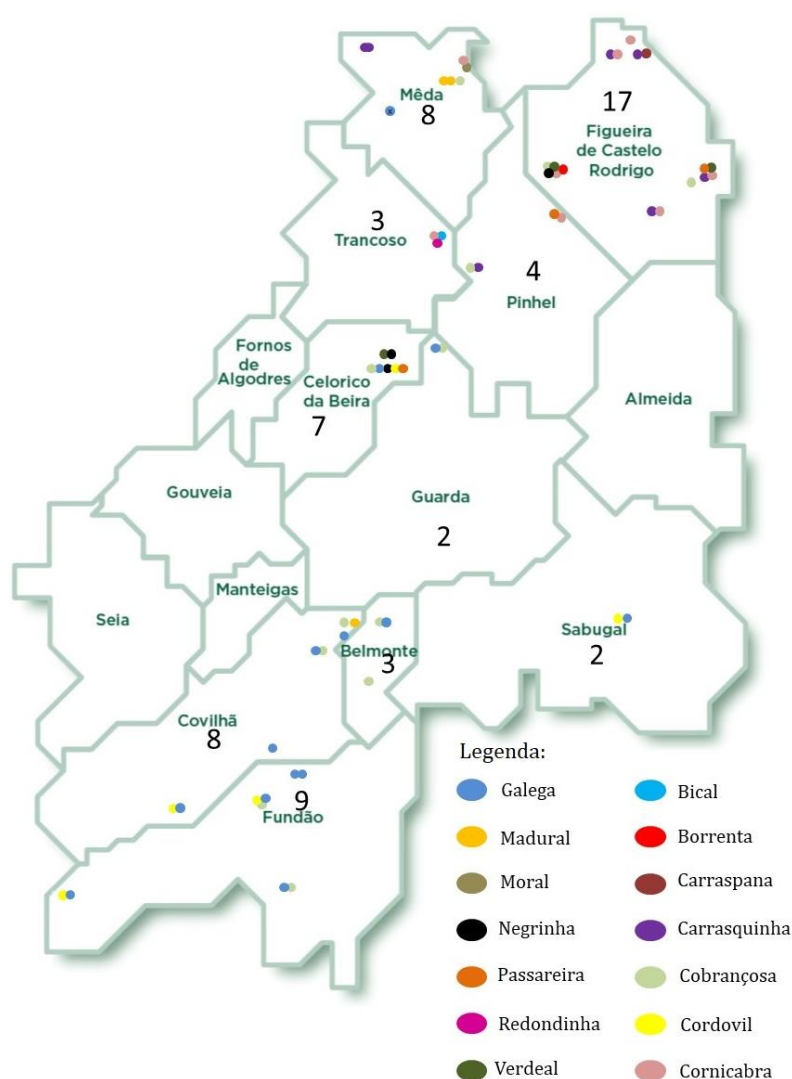 Mêda
8
17
Figueira
de Castelo
Rodrigo
3
Trancoso
4
Pinhel
Fornos
de
Algodres
Celorico
da Beira
7
Almeida
Gouveia
Guarda
2
Manteigas
Seia
Belmonte
3
Sabugal
2
Covilhã
8
9
Fundão
Legenda:
Galega
Bical
Madural
Borrenta
Moral
Carraspana
Negrinha
Carrasquinha
Passareira
Cobrançosa
Redondinha
Cordovil
Verdeal
Cornicabra